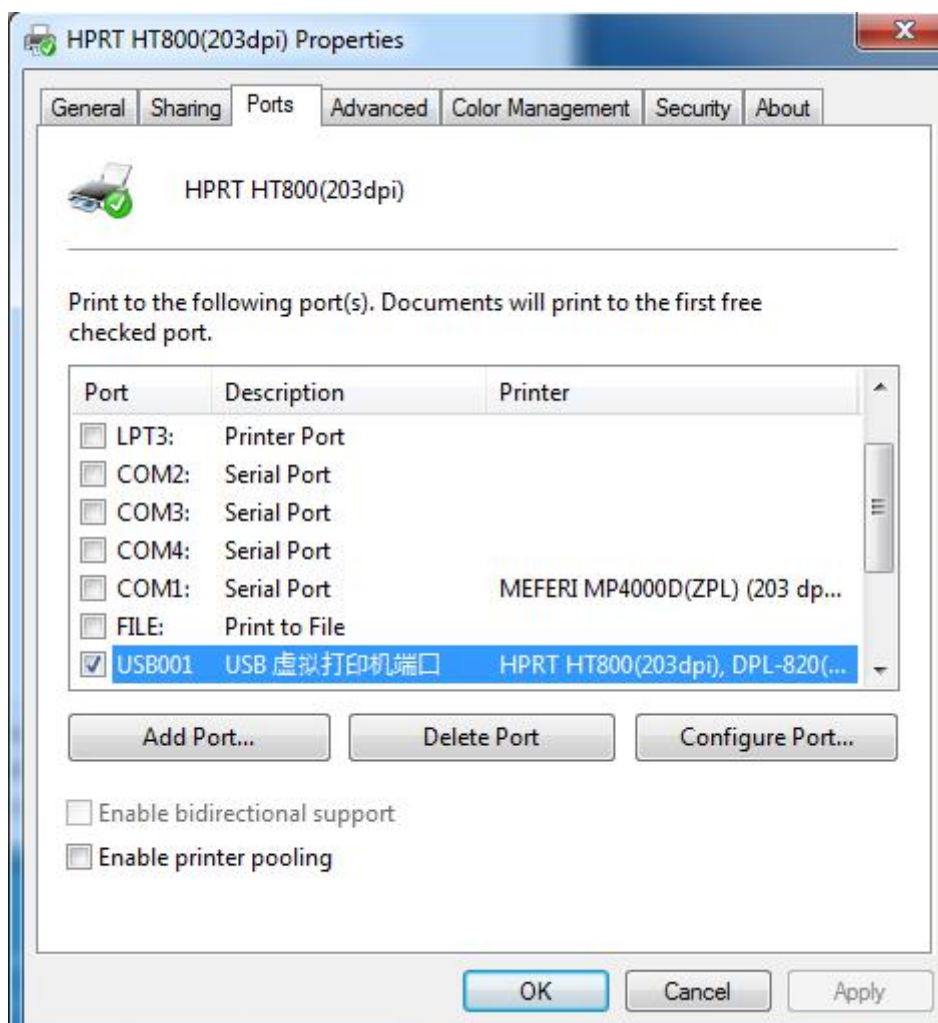 HPRT HT800(203dpi) Properties
General Sharing Ports Advanced Color Management Security About
HPRT HT800(203dpi)
Print to the following port(s). Documents will print to the first free
checked port.
Port Description Printer
LPT3: Printer Port
COM2: Serial Port
COM3: Serial Port
COM4: Serial Port
COM1: Serial Port MEFERI MP4000D(ZPL) (203 dp...
FILE: Print to File
USB001 USB 虚拟打印机端口 HPRT HT800(203dpi), DPL-820(...
Add Port... Delete Port Configure Port...
Enable bidirectional support
Enable printer pooling
OK Cancel Apply